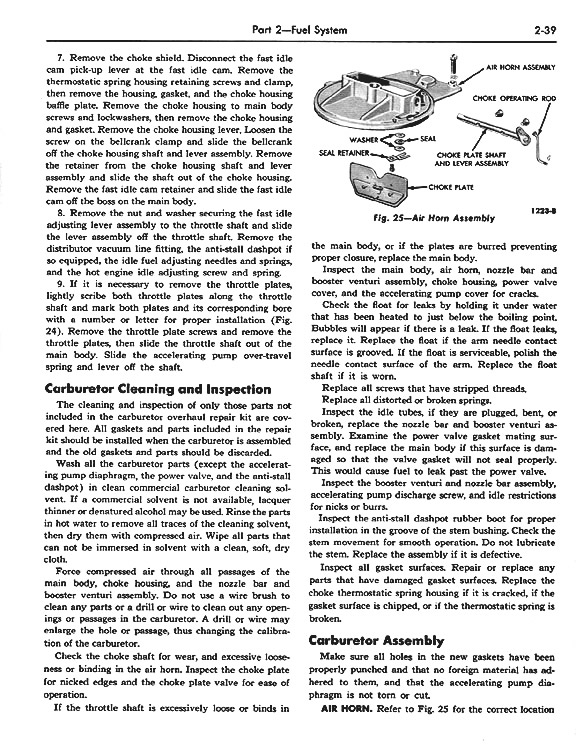 Part 2—Fuel System
2-39
7. Remove the choke shield. Disconnect the fast idle
cam pick-up lever at the fast idle cam. Remove the
thermostatic spring housing retaining screws and clamp,
then remove the housing, gasket, and the choke housing
baffle plate. Remove the choke housing to main body
screws and lockwashers, then remove the choke housing
and gasket. Remove the choke housing lever. Loosen the
screw on the bellcrank clamp and slide the bellcrank
off the choke housing shaft and lever assembly. Remove
the retainer from the choke housing shaft and lever
assembly and slide the shaft out of the choke housing.
Remove the fast idle cam retainer and slide the fast idle
cam off the boss on the main body.
8. Remove the nut and washer securing the fast idle
adjusting lever assembly to the throttle shaft and slide
the lever assembly off the throttle shaft. Remove the
distributor vacuum line fitting, the anti-stall dashpot if
so equipped, the idle fuel adjusting needles and springs,
and the hot engine idle adjusting screw and spring.
9. If it is necessary to remove the throttle plates,
lightly scribe both throttle plates along the throttle
shaft and mark both plates and its corresponding bore
with a number or letter for proper installation (Fig.
24). Remove the throttle plate screws and remove the
throttle plates, then slide the throttle shaft out of the
main body. Slide the accelerating pump over-travel
spring and lever off the shaft.
Carburetor Cleaning and Inspection
The cleaning and inspection of only those parts not
included in the carburetor overhaul repair kit are cov-
ered here. All gaskets and parts included in the repair
kit should be installed when the carburetor is assembled
and the old gaskets and parts should be discarded.
Wash all the carburetor parts (except the accelerat-
ing pump diaphragm, the power valve, and the anti-stall
dashpot) in clean commercial carburetor cleaning sol-
vent. If a commercial solvent is not available, lacquer
thinner or denatured alcohol may be used. Rinse the parts
in hot water to remove all traces of the cleaning solvent,
then dry them with compressed air. Wipe all parts that
can not be immersed in solvent with a clean, soft, dry
cloth.
Force compressed air through all passages of the
main body, choke housing, and the nozzle bar and
booster venturi assembly. Do not use a wire brush to
clean any parts or a drill or wire to clean out any open-
ings or passages in the carburetor. A drill or wire may
enlarge the hole or passage, thus changing the calibra-
tion of the carburetor.
Check the choke shaft for wear, and excessive loose-
ness or binding in the air horn. Inspect the choke plate
for nicked edges and the choke plate valve for ease of
operation.
If the throttle shaft is excessively loose or binds in
AIR HORN ASSEMBLY
CHOKE OPERATING ROD
WASHER
SEAL
SEAL RETAINER
CHOKE PLATE SHAFT
AND LEVER ASSEMBLY
CHOKE PLATE
1223-B
Fig. 25—Air Horn Assembly
the main body, or if the plates are burred preventing
proper closure, replace the main body.
Inspect the main body, air horn, nozzle bar and
booster venturi assembly, choke housing, power valve
cover, and the accelerating pump cover for cracks.
Check the float for leaks by holding it under water
that has been heated to just below the boiling point.
Bubbles will appear if there is a leak. If the float leaks,
replace it. Replace the float if the arm needle contact
surface is grooved. If the float is serviceable, polish the
needle contact surface of the arm. Replace the float
shaft if it is worn.
Replace all screws that have stripped threads.
Replace all distorted or broken springs.
Inspect the idle tubes, if they are plugged, bent, or
broken, replace the nozzle bar and booster venturi as-
sembly. Examine the power valve gasket mating sur-
face, and replace the main body if this surface is dam-
aged so that the valve gasket will not seal properly.
This would cause fuel to leak past the power valve.
Inspect the booster venturi and nozzle bar assembly,
accelerating pump discharge screw, and idle restrictions
for nicks or burrs.
Inspect the anti-stall dashpot rubber boot for proper
installation in the groove of the stem bushing. Check the
stem movement for smooth operation. Do not lubricate
the stem. Replace the assembly if it is defective.
Inspect all gasket surfaces. Repair or replace any
parts that have damaged gasket surfaces. Replace the
choke thermostatic spring housing if it is cracked, if the
gasket surface is chipped, or if the thermostatic spring is
broken.
Carburetor Assembly
Make sure all holes in the new gaskets have been
properly punched and that no foreign material has ad-
hered to them, and that the accelerating pump dia-
phragm is not torn or cut.
AIR HORN. Refer to Fig. 25 for the correct location